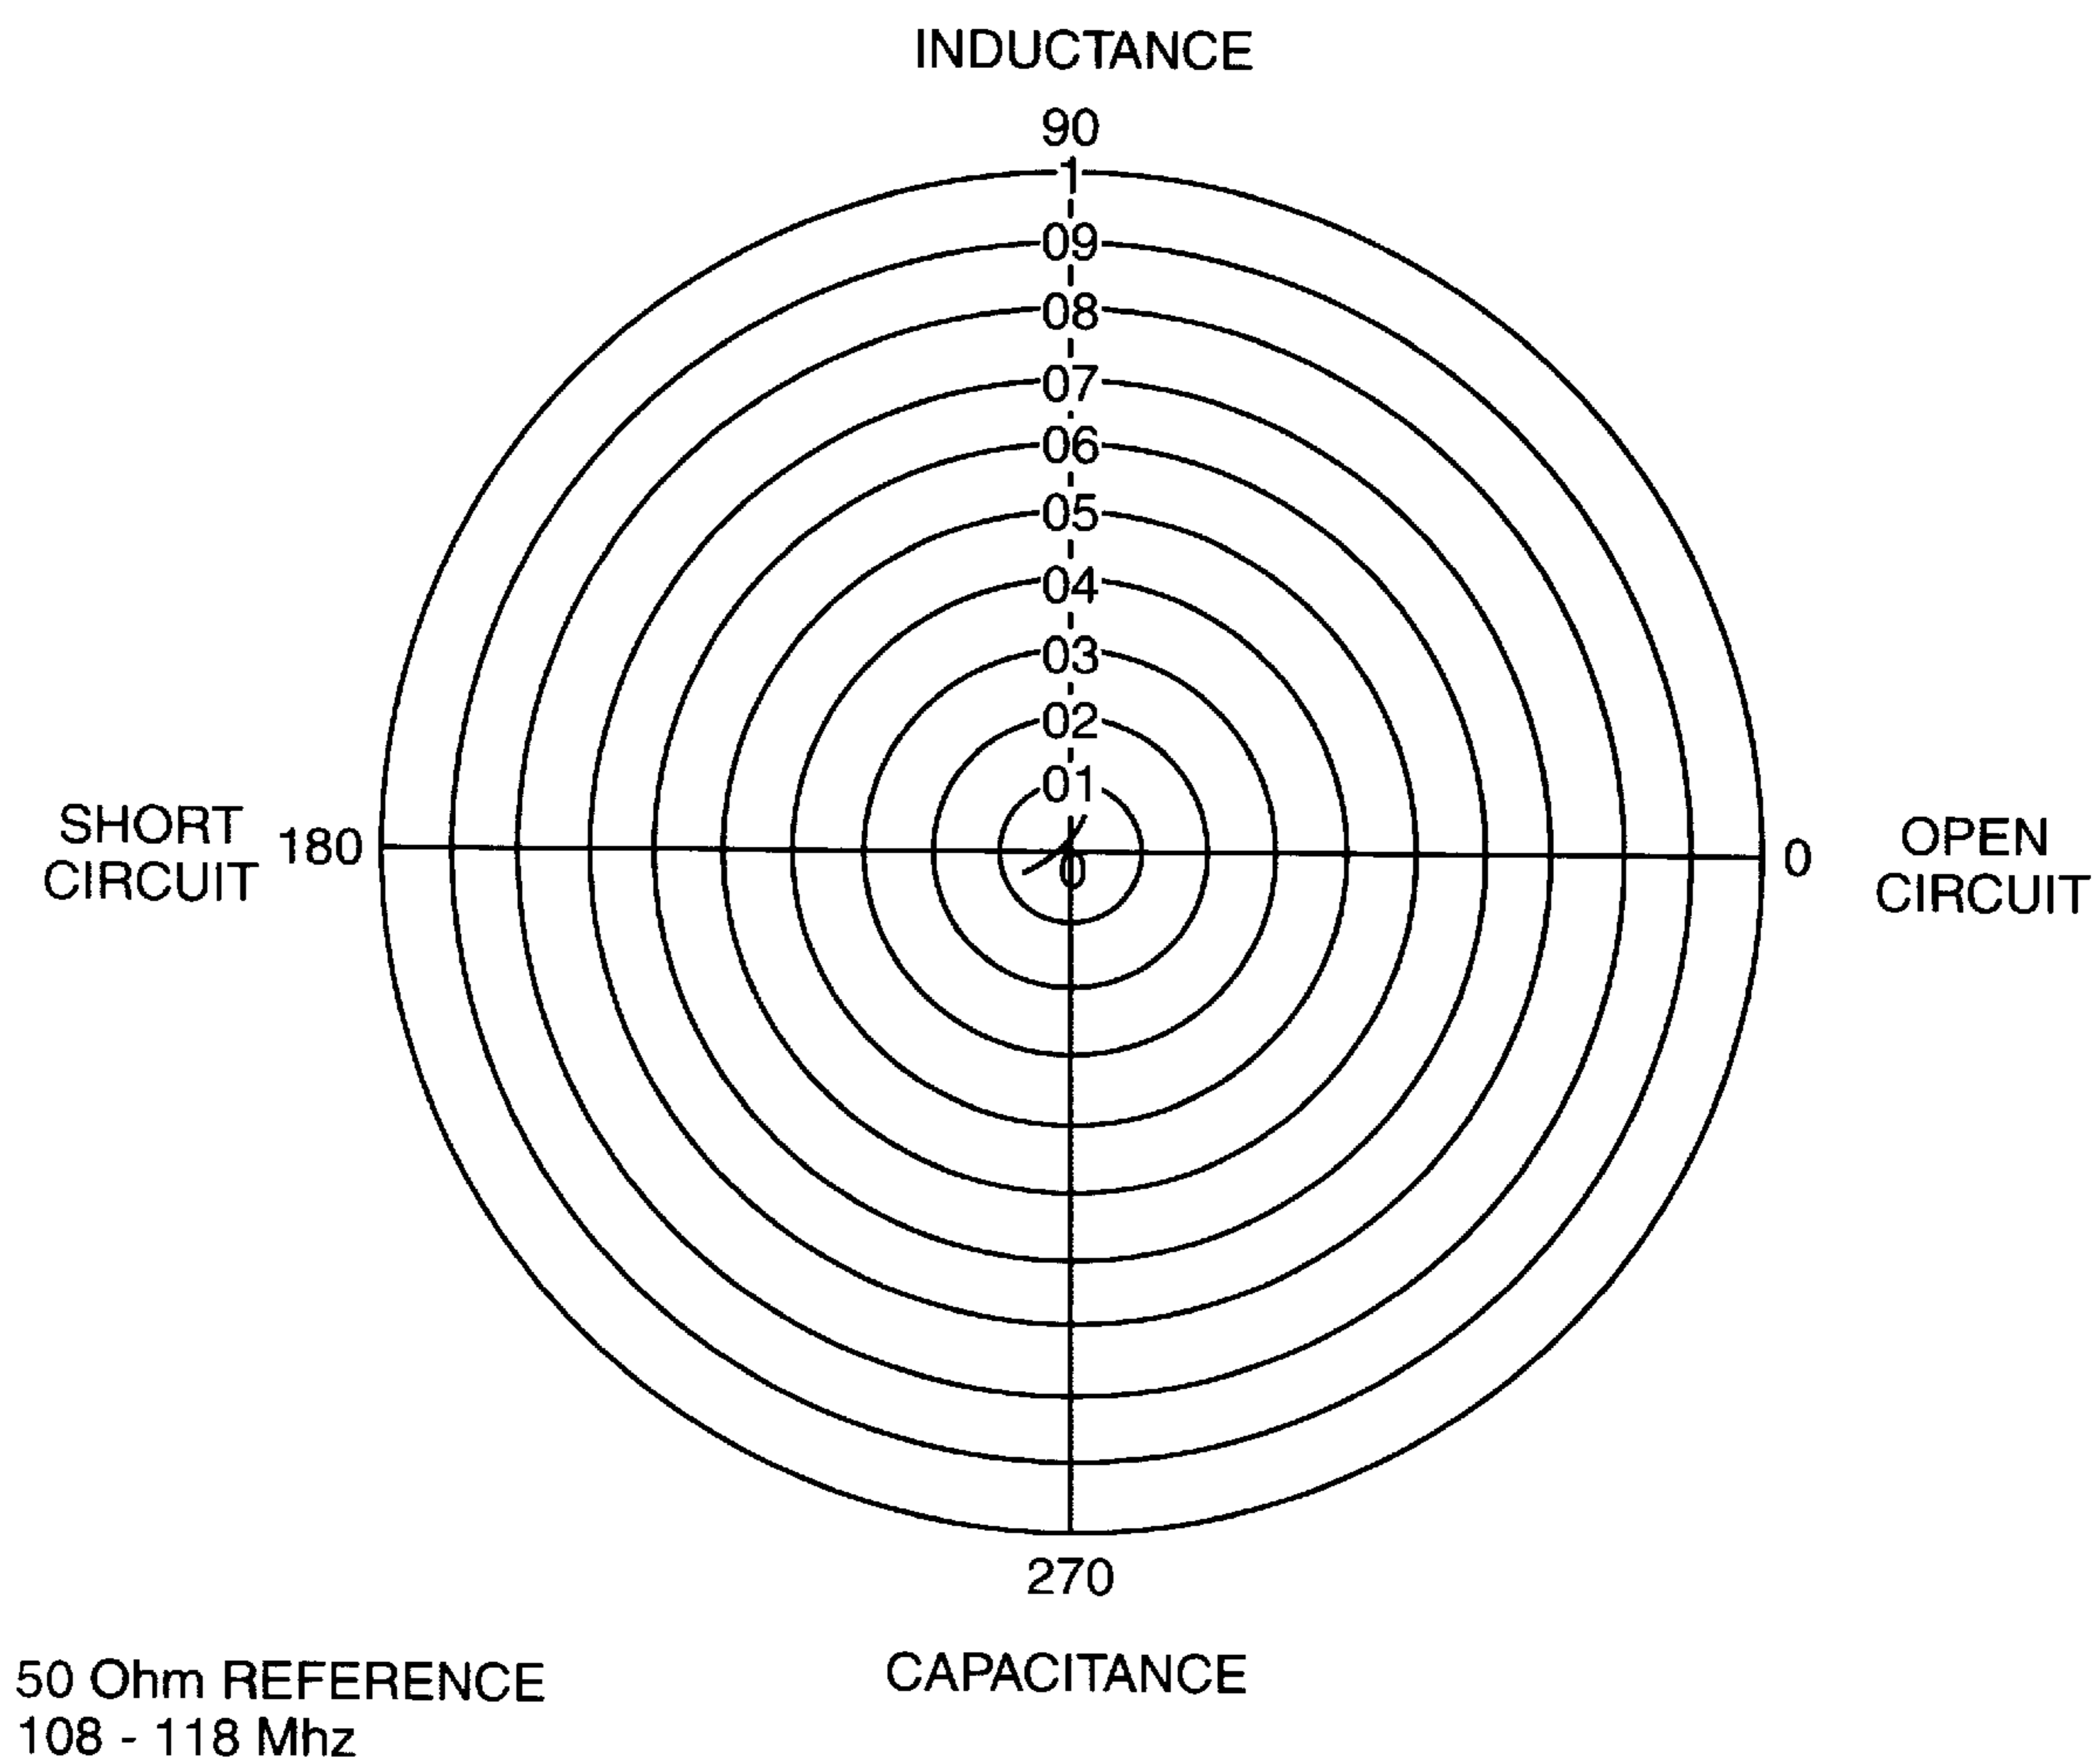 INDUCTANCE
90
1
09
08
07
06
05
04
03
02
01
0
SHORT
CIRCUIT
180
0
OPEN
CIRCUIT
270
CAPACITANCE
50 Ohm REFERENCE
108 - 118 Mhz